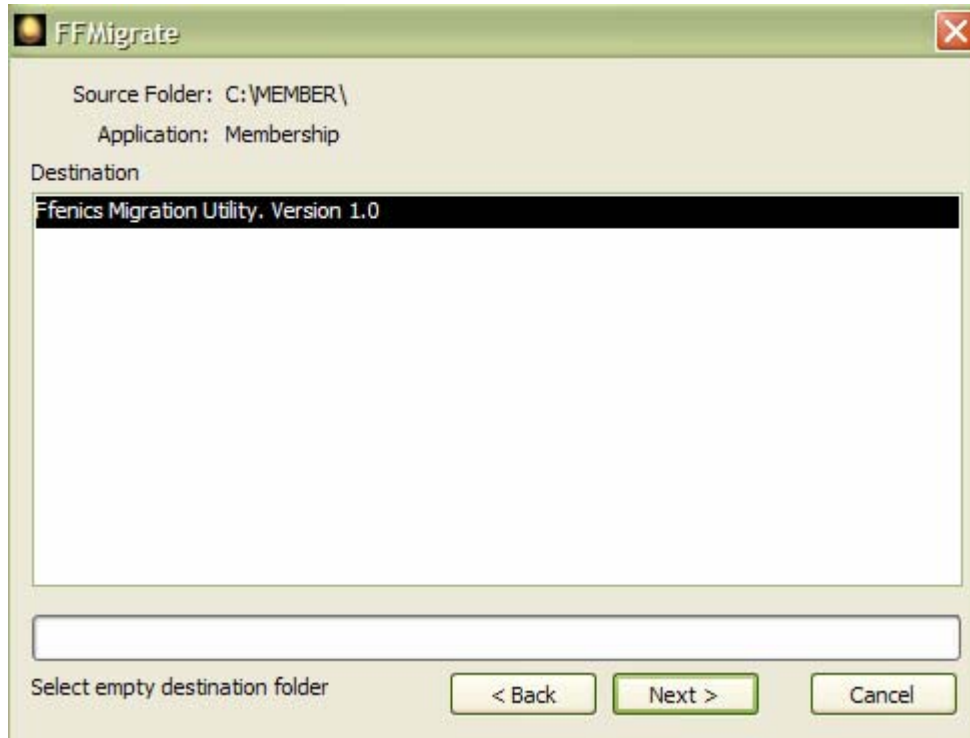 FFMigrate
Source Folder: C:\MEMBER\
Application: Membership
Destination
Ffenics Migration Utility. Version 1.0
Select empty destination folder
< Back
Next >
Cancel